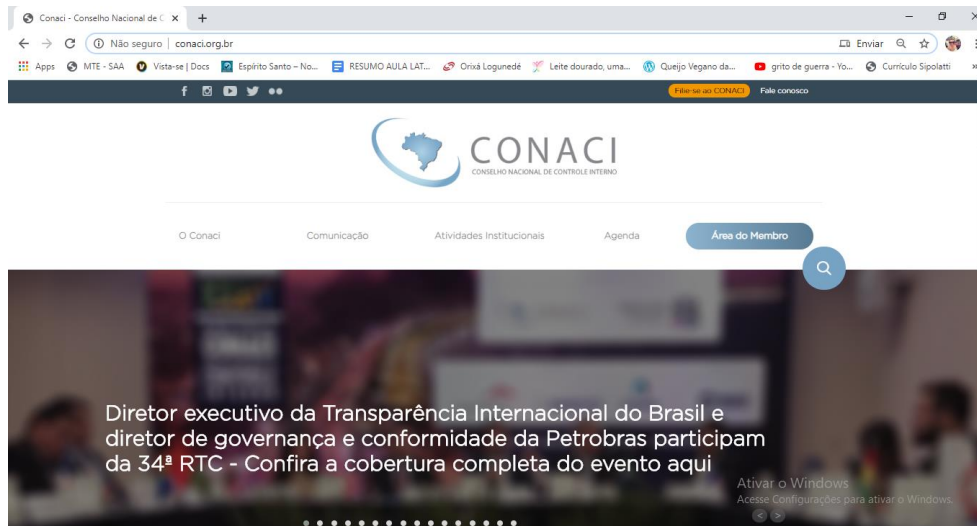 Conaci - Conselho Nacional de C
Não seguro | conaci.org.br
Enviar
Apps
MTE - SAA
Vista-se | Docs
Espírito Santo – No...
RESUMO AULA LAT...
Orixá Logunedé
Leite dourado, uma...
Queijo Vegano da...
grito de guerra - Yo...
Currículo Sipolatti
Filie-se ao CONACI
Fale conosco
CONACI
CONSELHO NACIONAL DE CONTROLE INTERNO
O Conaci
Comunicação
Atividades Institucionais
Agenda
Área do Membro
Diretor executivo da Transparência Internacional do Brasil e
diretor de governança e conformidade da Petrobras participam
da 34ª RTC - Confira a cobertura completa do evento aqui
Ativar o Windows
Acesse Configurações para ativar o Windows.